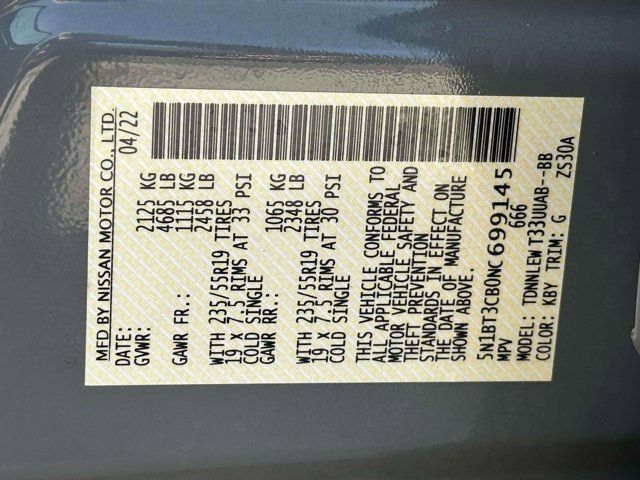 MFD BY NISSAN MOTOR CO., LTD.
DATE: 04/22
GVWR: 2125 KG
4685 LB
GAWR FR.: 1115 KG
2458 LB
WITH 235/55R19 TIRES
19 X 7.5 RIMS AT 33 PSI
COLD SINGLE
GAWR RR.: 1065 KG
2348 LB
WITH 235/55R19 TIRES
19 X 7.5 RIMS AT 30 PSI
COLD SINGLE
THIS VEHICLE CONFORMS TO
ALL APPLICABLE FEDERAL
MOTOR VEHICLE SAFETY AND
THEFT PREVENTION
STANDARDS IN EFFECT ON
THE DATE OF MANUFACTURE
SHOWN ABOVE.
5N1BT3CB0NC699145
MPV 666
MODEL: TDNNLEWT33UUAB--BB
COLOR: KBY TRIM: G ZS30A